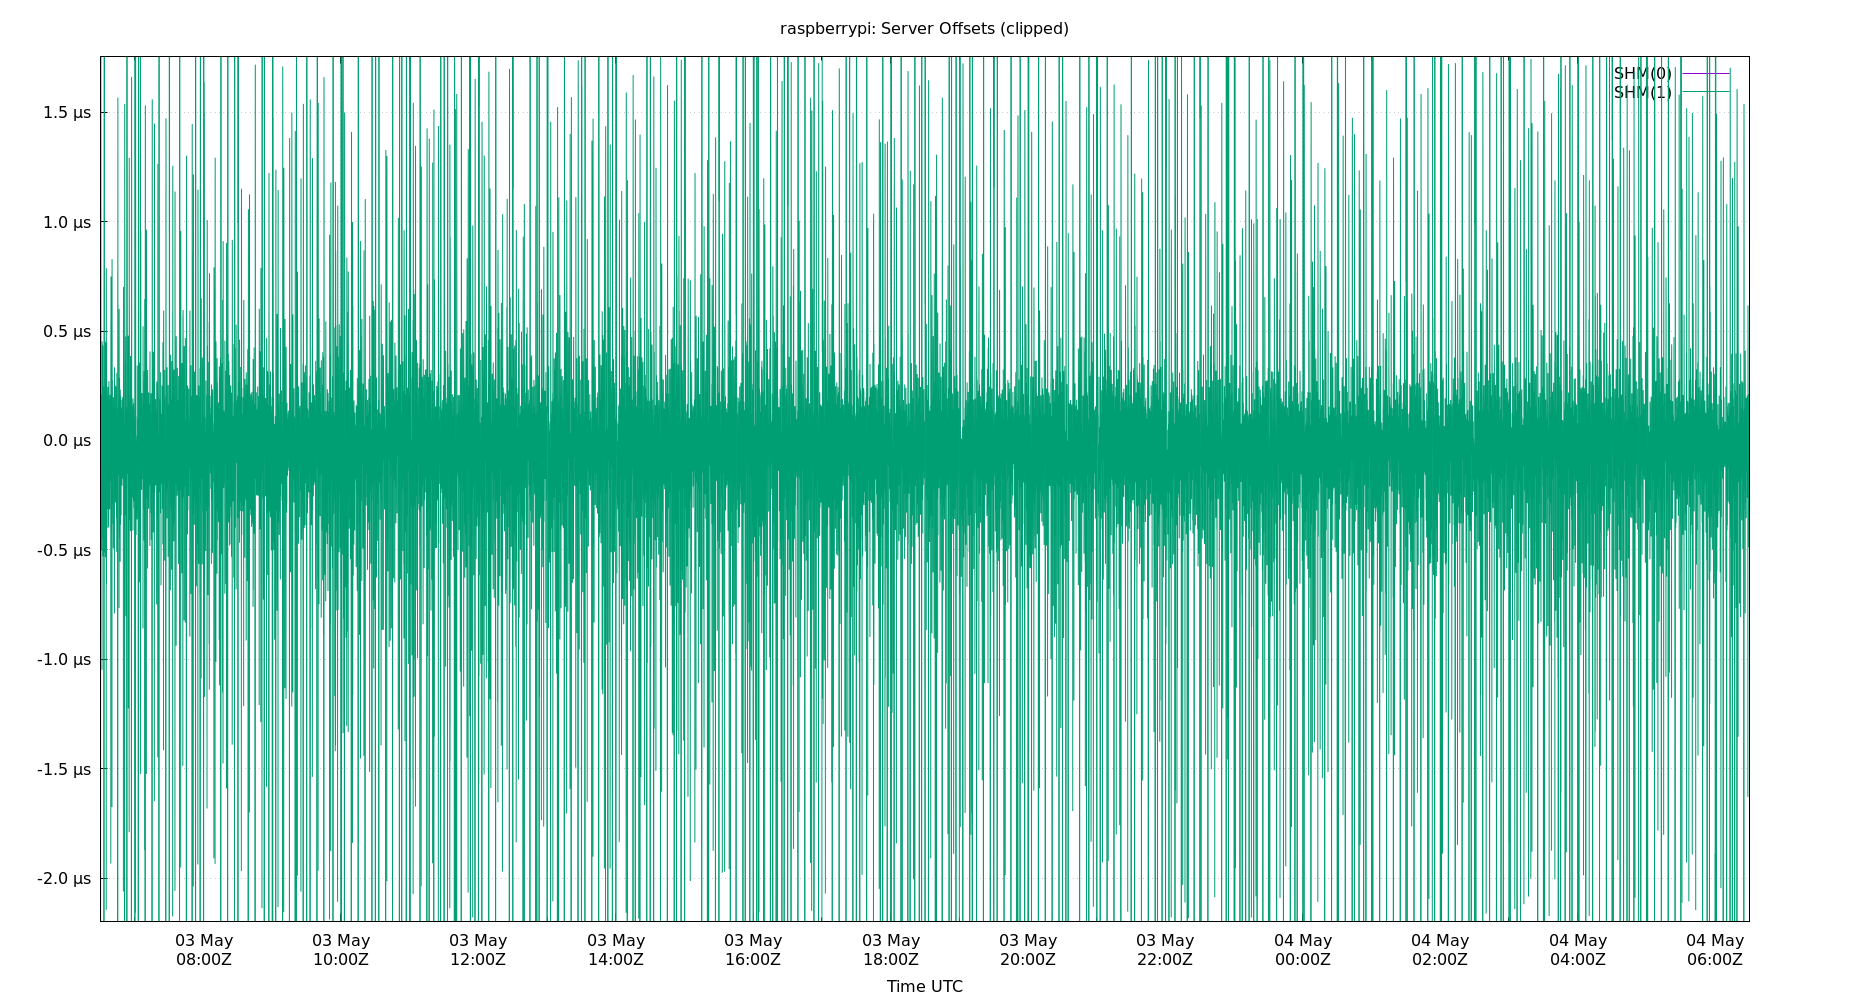 raspberrypi: Server Offsets (clipped)
SHM(0)
SHM(1)
1.5 µs
1.0 µs
0.5 µs
0.0 µs
-0.5 µs
-1.0 µs
-1.5 µs
-2.0 µs
03 May 03 May 03 May 03 May 03 May 03 May 03 May 03 May 04 May 04 May 04 May 04 May
08:00Z 10:00Z 12:00Z 14:00Z 16:00Z 18:00Z 20:00Z 22:00Z 00:00Z 02:00Z 04:00Z 06:00Z
Time UTC